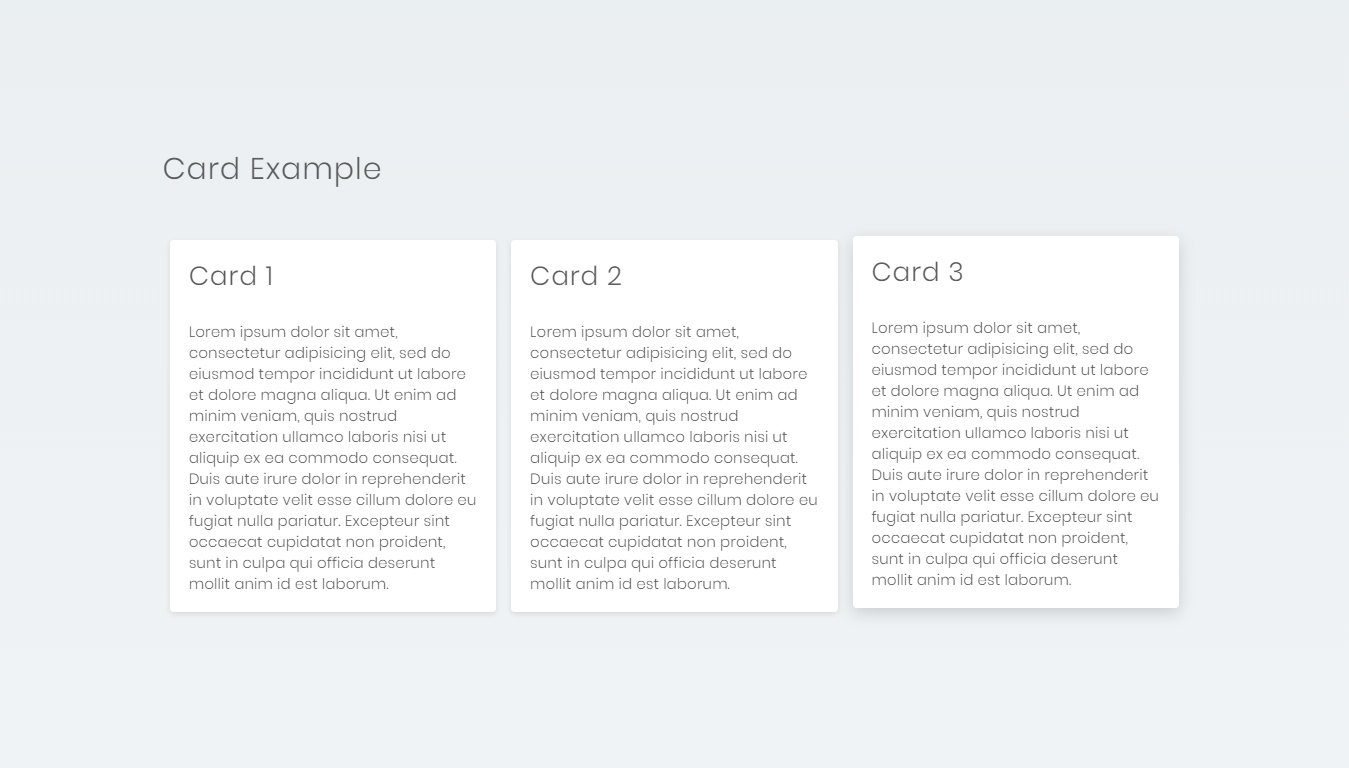 Card Example
Card 1
Lorem ipsum dolor sit amet,
consectetur adipisicing elit, sed do
eiusmod tempor incididunt ut labore
et dolore magna aliqua. Ut enim ad
minim veniam, quis nostrud
exercitation ullamco laboris nisi ut
aliquip ex ea commodo consequat.
Duis aute irure dolor in reprehenderit
in voluptate velit esse cillum dolore eu
fugiat nulla pariatur. Excepteur sint
occaecat cupidatat non proident,
sunt in culpa qui officia deserunt
mollit anim id est laborum.
Card 2
Lorem ipsum dolor sit amet,
consectetur adipisicing elit, sed do
eiusmod tempor incididunt ut labore
et dolore magna aliqua. Ut enim ad
minim veniam, quis nostrud
exercitation ullamco laboris nisi ut
aliquip ex ea commodo consequat.
Duis aute irure dolor in reprehenderit
in voluptate velit esse cillum dolore eu
fugiat nulla pariatur. Excepteur sint
occaecat cupidatat non proident,
sunt in culpa qui officia deserunt
mollit anim id est laborum.
Card 3
Lorem ipsum dolor sit amet,
consectetur adipisicing elit, sed do
eiusmod tempor incididunt ut labore
et dolore magna aliqua. Ut enim ad
minim veniam, quis nostrud
exercitation ullamco laboris nisi ut
aliquip ex ea commodo consequat.
Duis aute irure dolor in reprehenderit
in voluptate velit esse cillum dolore eu
fugiat nulla pariatur. Excepteur sint
occaecat cupidatat non proident,
sunt in culpa qui officia deserunt
mollit anim id est laborum.